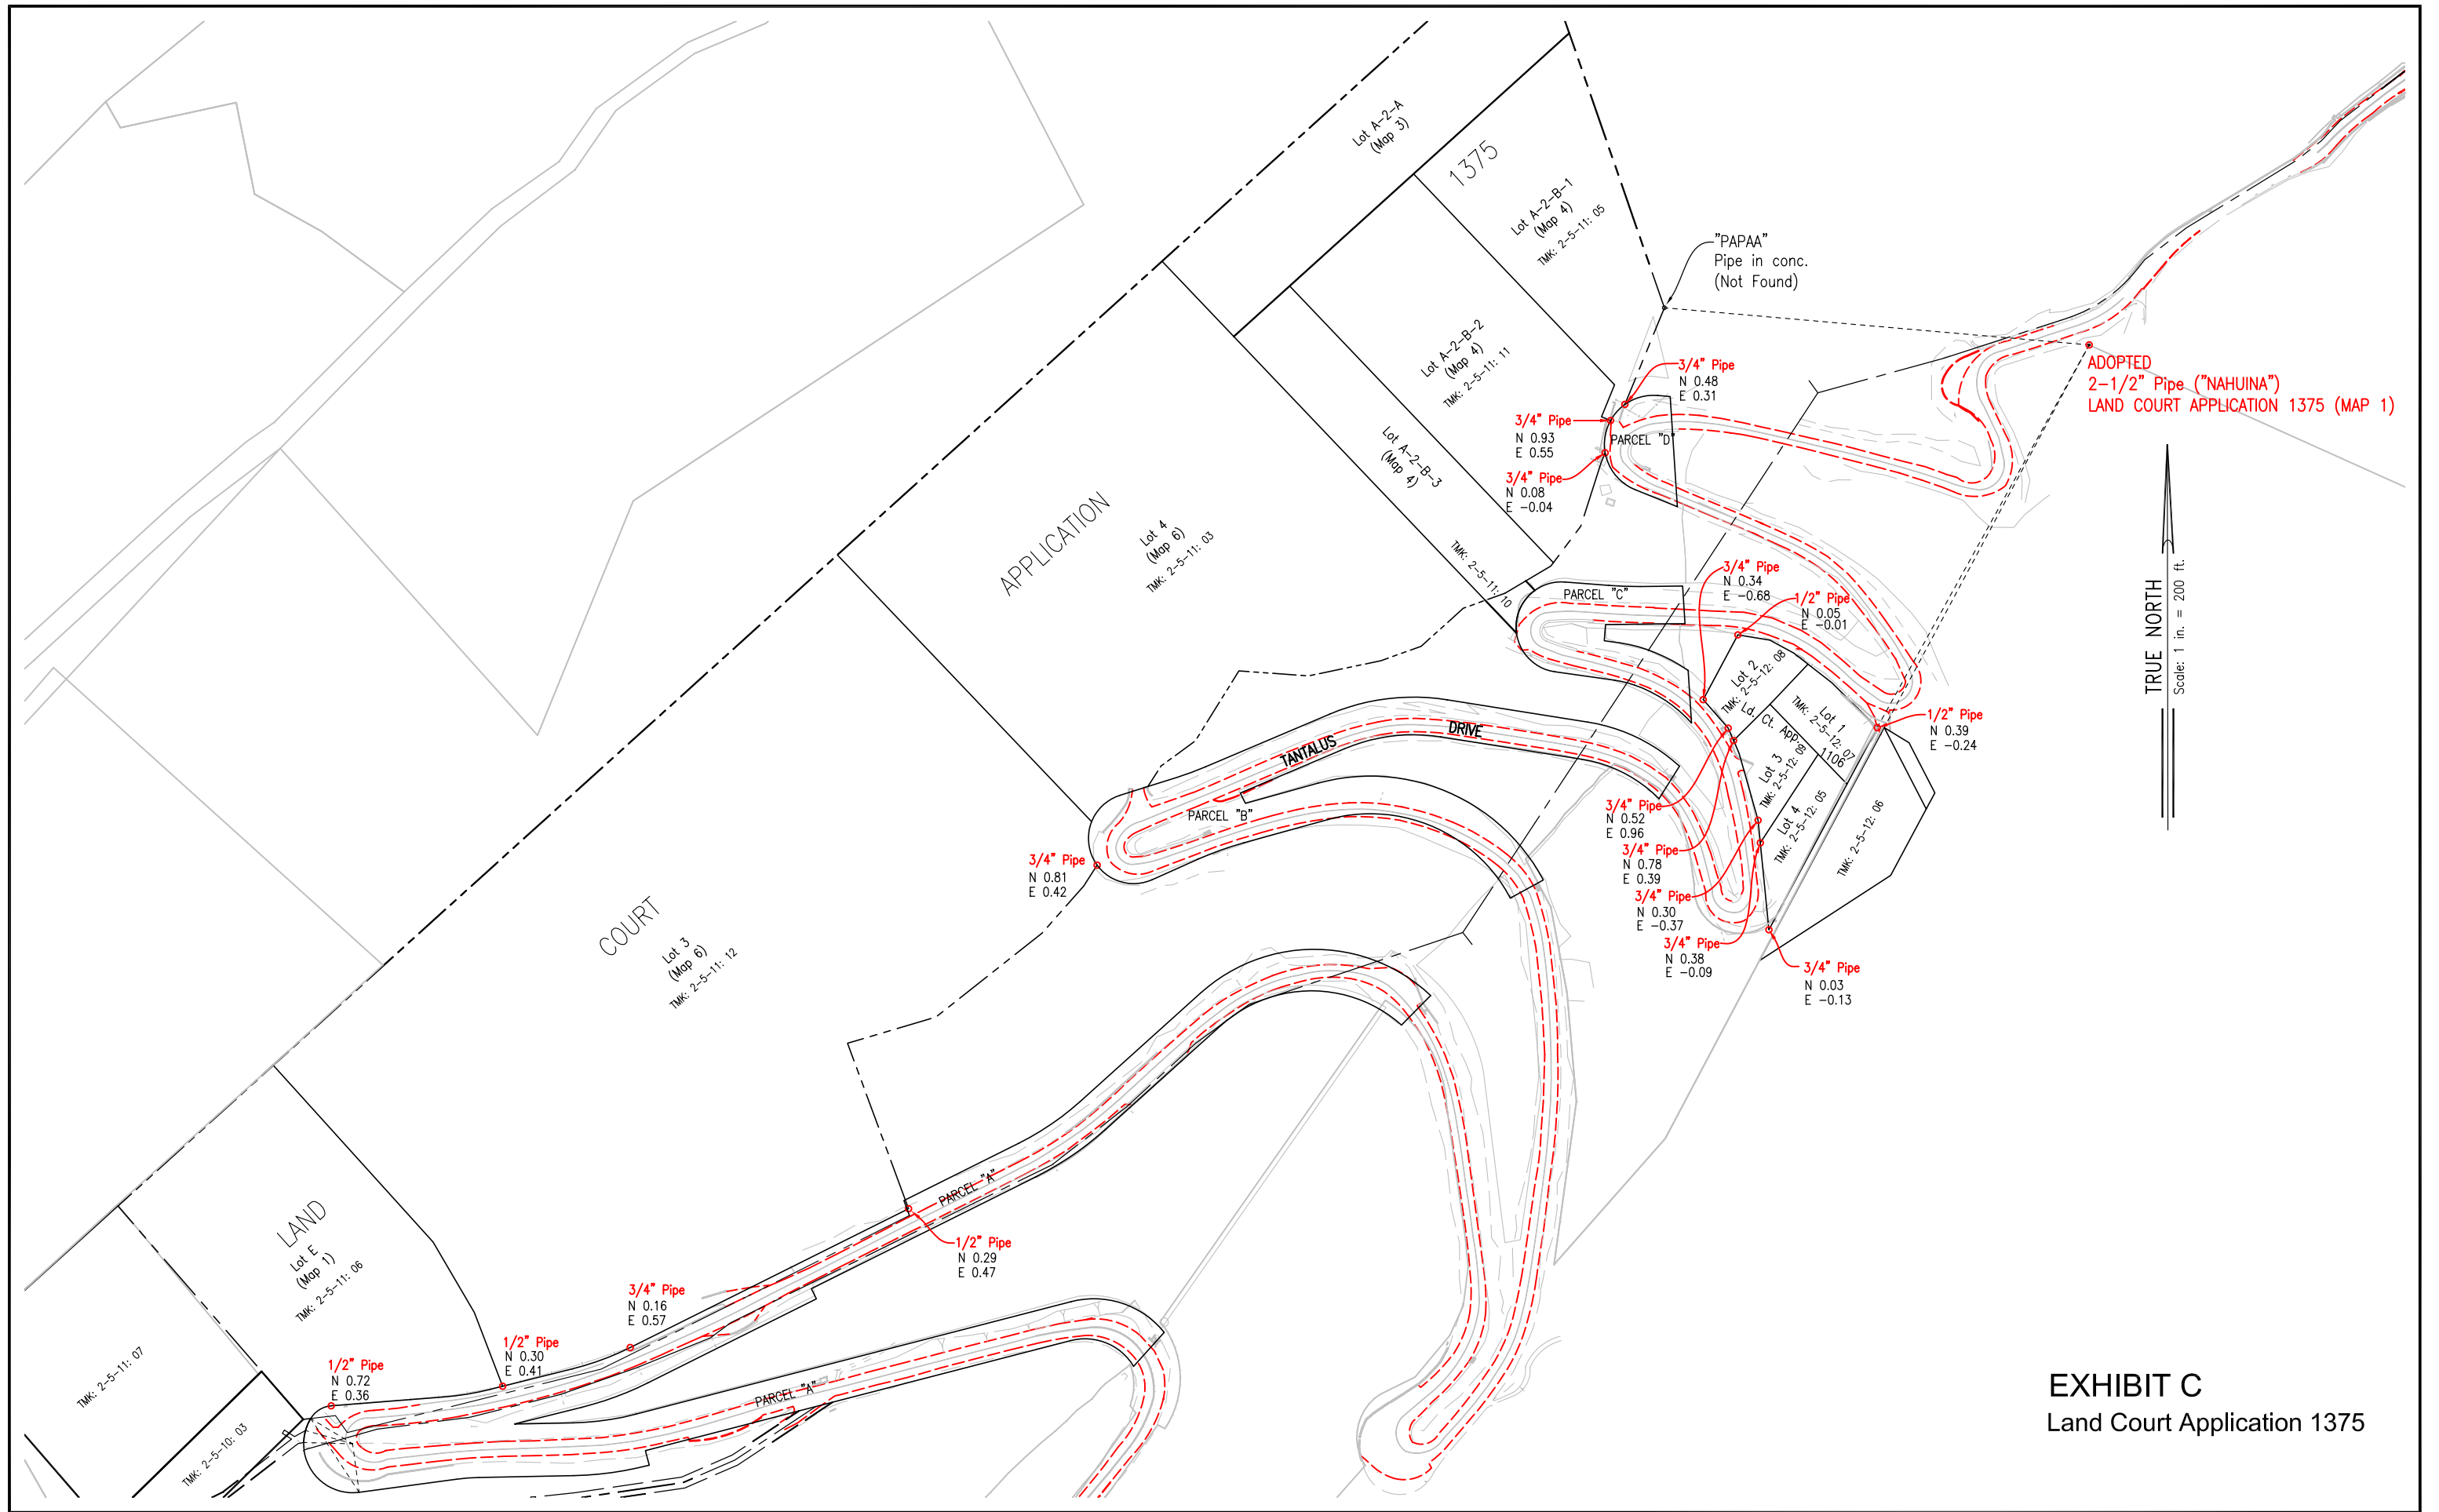 Lot A-2-A
(Map 3)
1375
Lot A-2-B-1
(Map 4)
TMK: 2-5-11: 05
"PAPAA"
Pipe in conc.
(Not Found)
Lot A-2-B-2
(Map 4)
TMK: 2-5-11: 11
3/4" Pipe
N 0.48
E 0.31
ADOPTED
2-1/2" Pipe ("NAHUINA")
LAND COURT APPLICATION 1375 (MAP 1)
3/4" Pipe
N 0.93
E 0.55
PARCEL "D"
Lot A-2-B-3
(Map 4)
3/4" Pipe
N 0.08
E -0.04
APPLICATION
Lot 4
(Map 6)
TMK: 2-5-11: 03
TMK: 2-5-11: 10
3/4" Pipe
N 0.34
E -0.68
PARCEL "C"
1/2" Pipe
N 0.05
E -0.01
TRUE NORTH
Scale: 1 in. = 200 ft.
Lot 2
TMK: 2-5-12: 08
Ld. Ct. App. 1106
Lot 1
TMK: 2-5-12: 07
1/2" Pipe
N 0.39
E -0.24
TANTALUS
DRIVE
Lot 3
TMK: 2-5-12: 09
Lot 4
TMK: 2-5-12: 05
TMK: 2-5-12: 06
PARCEL "B"
3/4" Pipe
N 0.52
E 0.96
3/4" Pipe
N 0.78
E 0.39
3/4" Pipe
N 0.81
E 0.42
3/4" Pipe
N 0.30
E -0.37
3/4" Pipe
N 0.38
E -0.09
3/4" Pipe
N 0.03
E -0.13
COURT
Lot 3
(Map 6)
TMK: 2-5-11: 12
PARCEL "A"
1/2" Pipe
N 0.29
E 0.47
LAND
Lot E
(Map 1)
TMK: 2-5-11: 06
3/4" Pipe
N 0.16
E 0.57
1/2" Pipe
N 0.30
E 0.41
1/2" Pipe
N 0.72
E 0.36
TMK: 2-5-11: 07
PARCEL "A"
TMK: 2-5-10: 03
EXHIBIT C
Land Court Application 1375